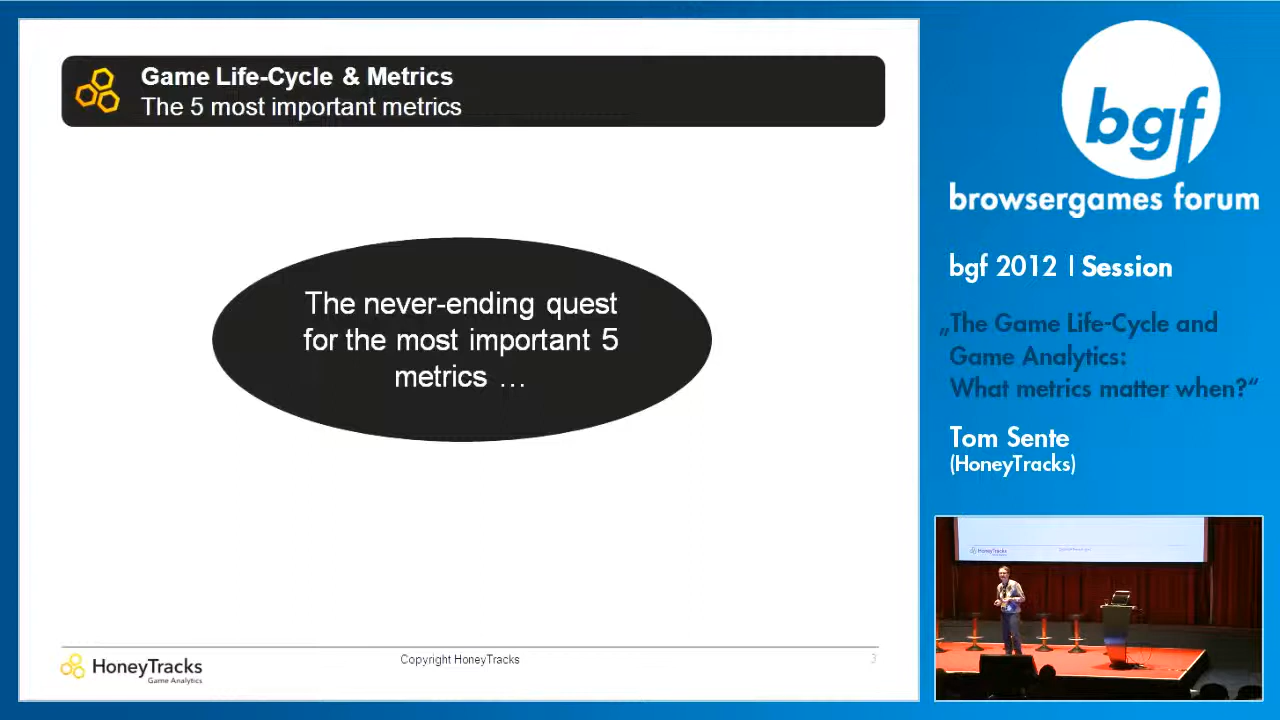 Game Life-Cycle & Metrics
The 5 most important metrics
The never-ending quest
for the most important 5
metrics …
HoneyTracks
Game Analytics
Copyright HoneyTracks
3
bgf
browsergames forum
bgf 2012 | Session
„The Game Life-Cycle and
Game Analytics:
What metrics matter when?“
Tom Sente
(HoneyTracks)
HoneyTracks